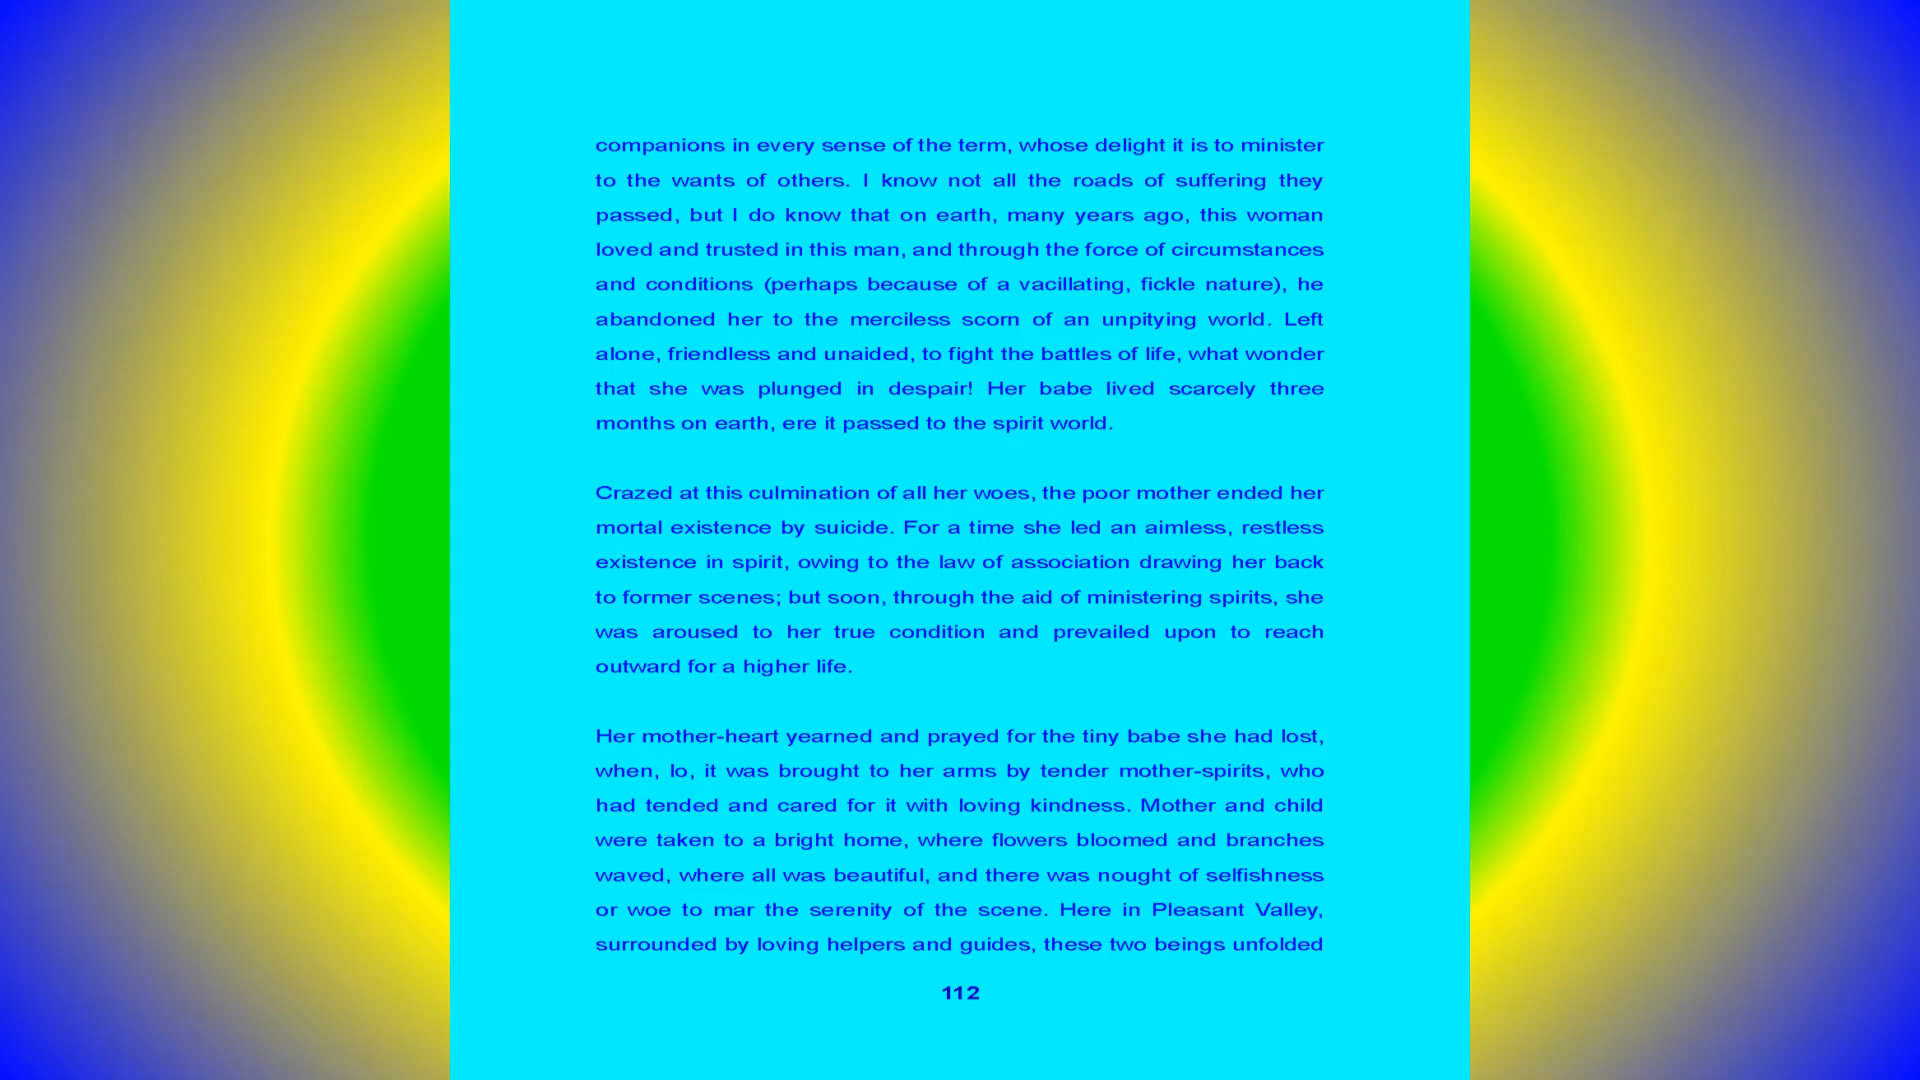 companions in every sense of the term, whose delight it is to minister
to the wants of others. I know not all the roads of suffering they
passed, but I do know that on earth, many years ago, this woman
loved and trusted in this man, and through the force of circumstances
and conditions (perhaps because of a vacillating, fickle nature), he
abandoned her to the merciless scorn of an unpitying world. Left
alone, friendless and unaided, to fight the battles of life, what wonder
that she was plunged in despair! Her babe lived scarcely three
months on earth, ere it passed to the spirit world.
Crazed at this culmination of all her woes, the poor mother ended her
mortal existence by suicide. For a time she led an aimless, restless
existence in spirit, owing to the law of association drawing her back
to former scenes; but soon, through the aid of ministering spirits, she
was aroused to her true condition and prevailed upon to reach
outward for a higher life.
Her mother-heart yearned and prayed for the tiny babe she had lost,
when, lo, it was brought to her arms by tender mother-spirits, who
had tended and cared for it with loving kindness. Mother and child
were taken to a bright home, where flowers bloomed and branches
waved, where all was beautiful, and there was nought of selfishness
or woe to mar the serenity of the scene. Here in Pleasant Valley,
surrounded by loving helpers and guides, these two beings unfolded
112